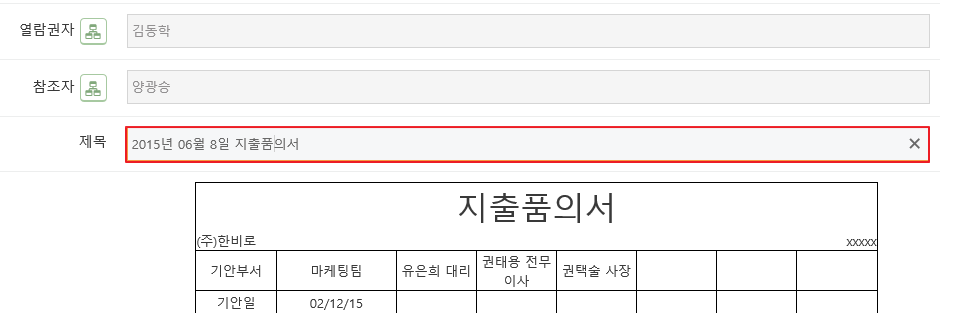 열람권자 김동학
참조자 양광승
제목 2015년 06월 8일 지출품의서
지출품의서
(주)한비로 xxxxx
기안부서 마케팅팀 유은희 대리 권태용 전무 이사 권택술 사장
기안일 02/12/15